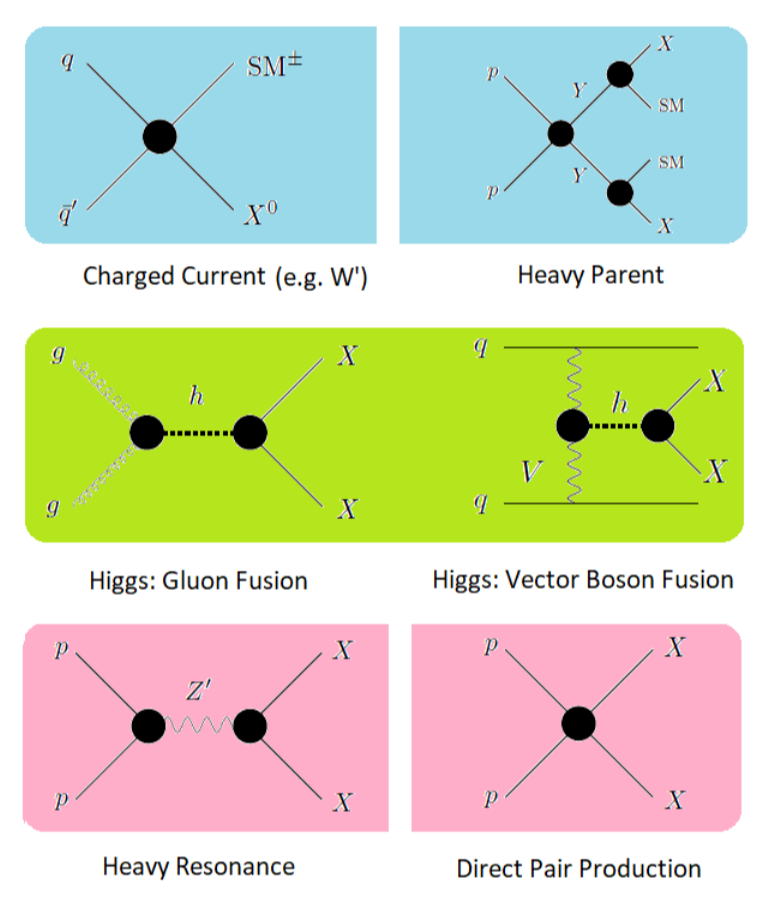 q SM±
q̄′ X⁰
Charged Current (e.g. W')
X
p
Y
SM
SM
Y
p
X
Heavy Parent
g h X
g X
Higgs: Gluon Fusion
q
h X
V X
q
Higgs: Vector Boson Fusion
p Z′ X
p X
Heavy Resonance
p X
p X
Direct Pair Production